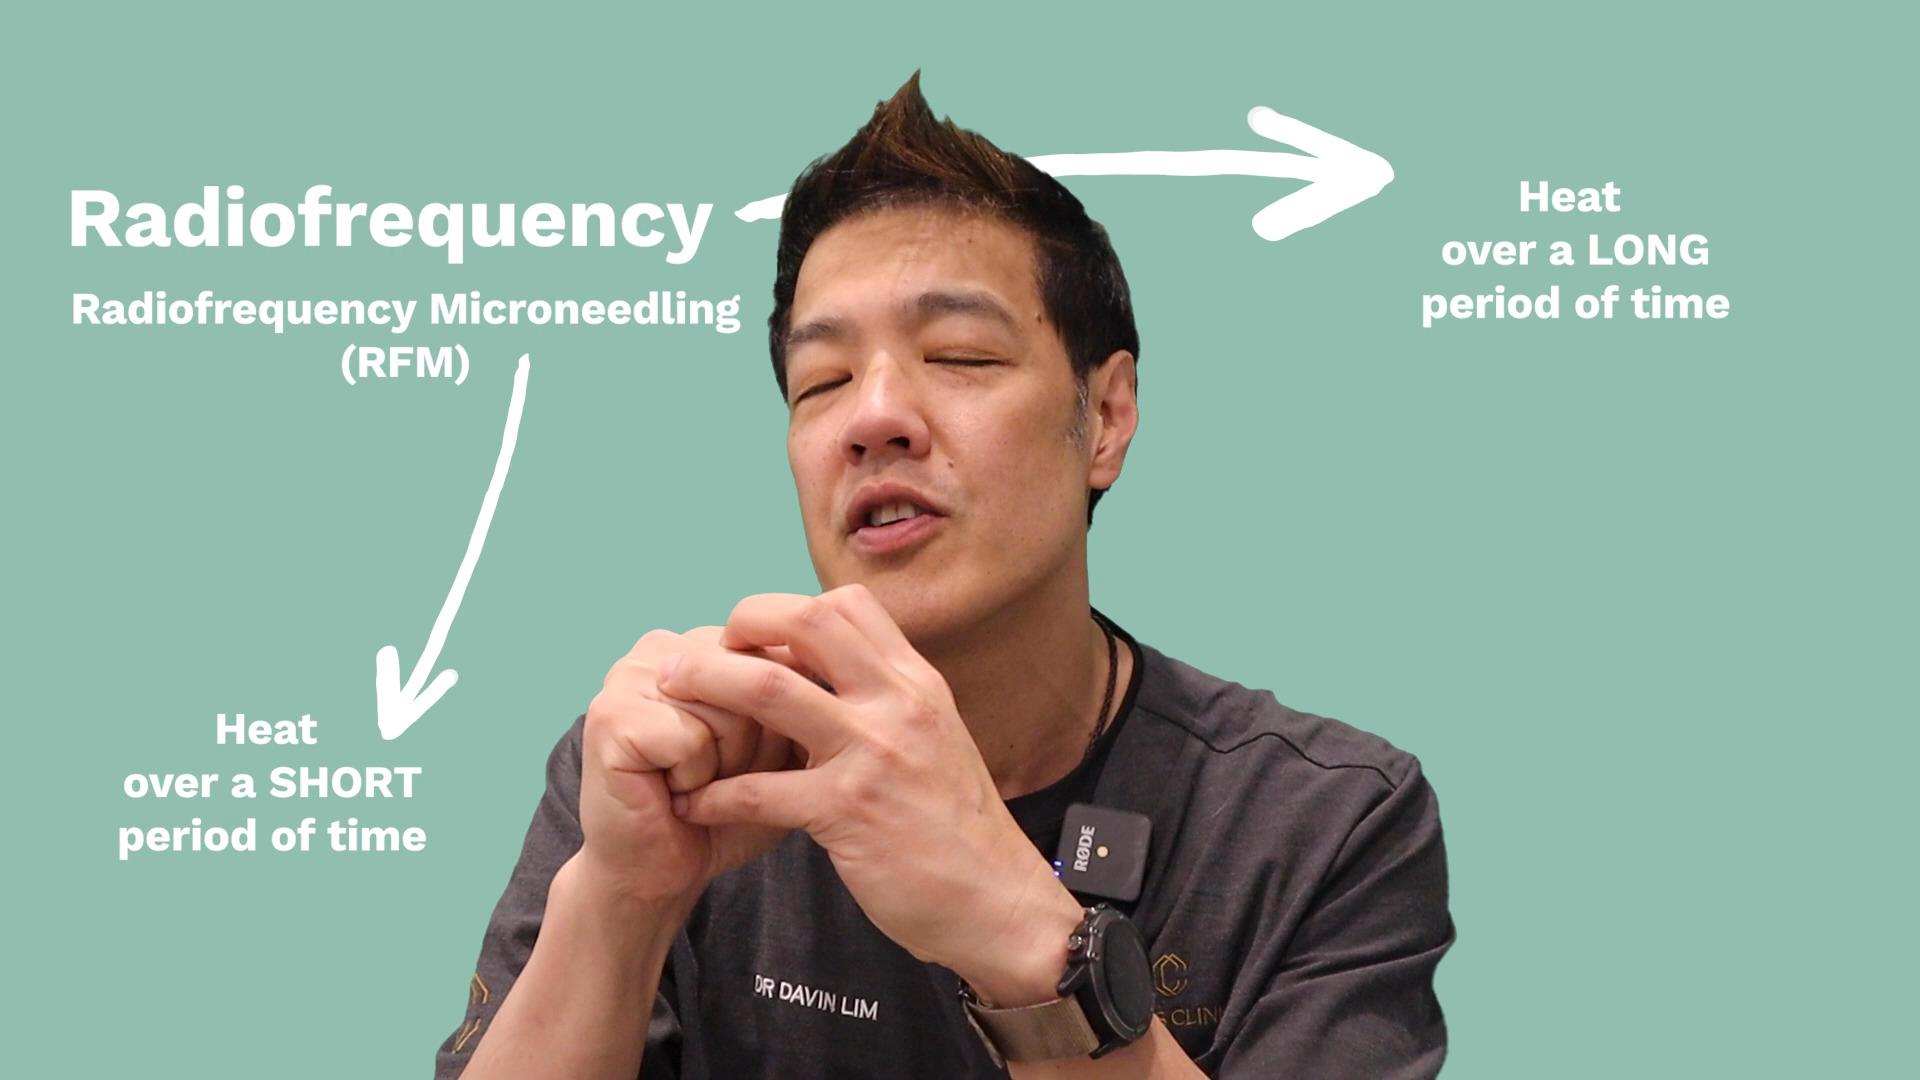 Radiofrequency
Radiofrequency Microneedling
(RFM)
Heat
over a LONG
period of time
Heat
over a SHORT
period of time
RØDE
DR DAVIN LIM